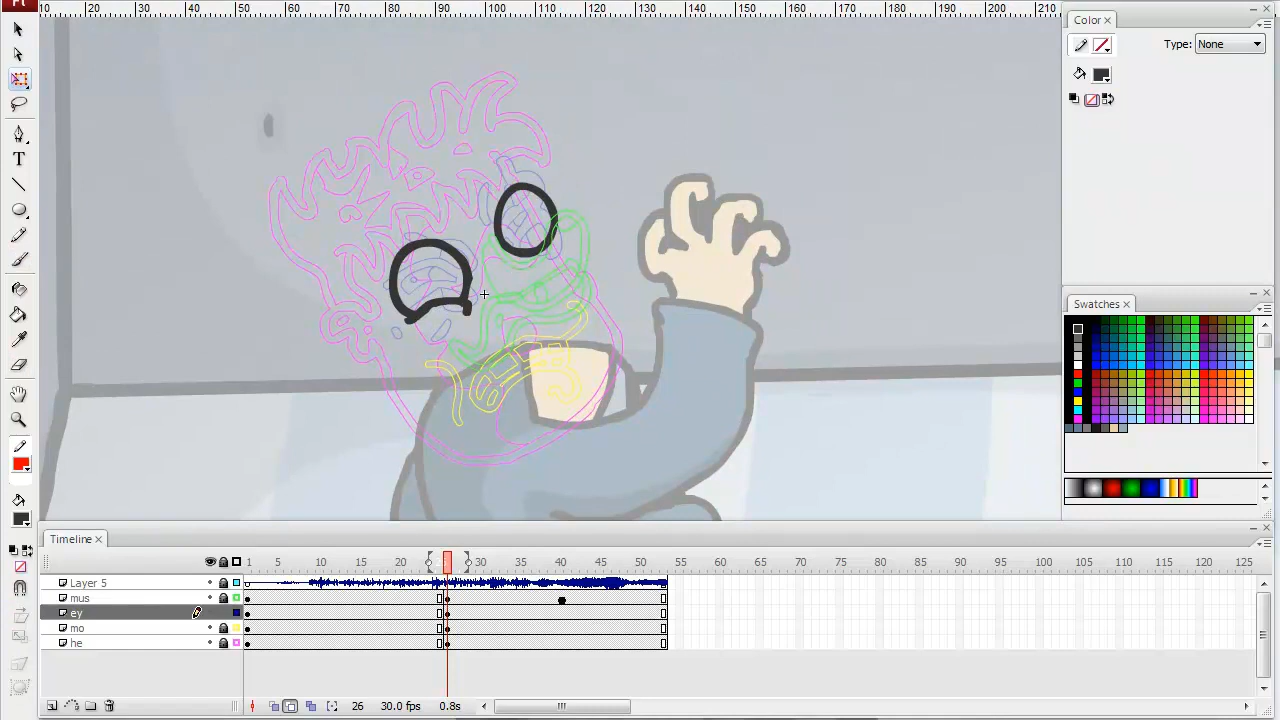 Fl
10 20 30 40 50 60 70 80 90 100 110 120 130 140 150 160 170 180 190 200 210
Color
Type: None
Swatches
T
Timeline
1 5 10 15 20 30 35 40 45 50 55 60 65 70 75 80 85 90 95 100 105 110 115 120 125
Layer 5
mus
ey
mo
he
26 30.0 fps 0.8s